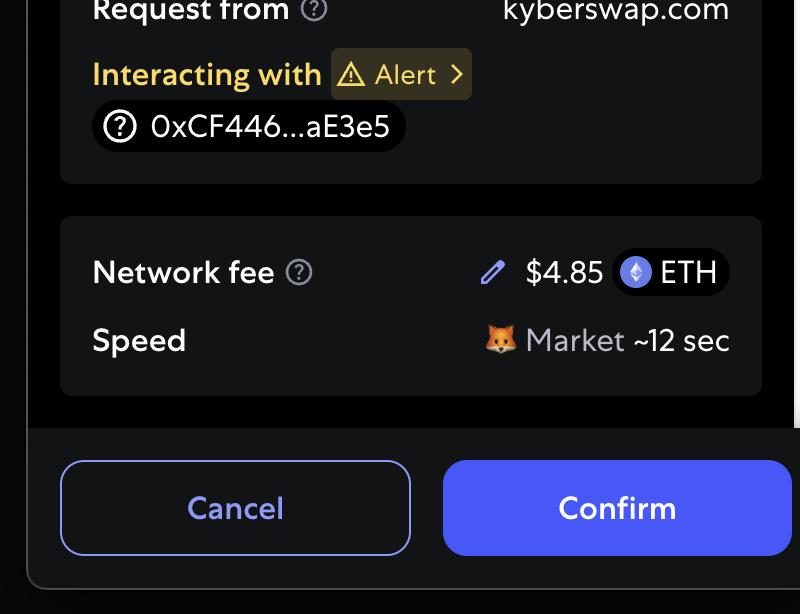 Request from kyberswap.com
Interacting with Alert
0xCF446...aE3e5
Network fee $4.85 ETH
Speed Market ~12 sec
Cancel Confirm